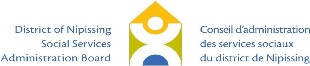 District of Nipissing
Social Services
Administration Board
Conseil d'administration
des services sociaux
du district de Nipissing